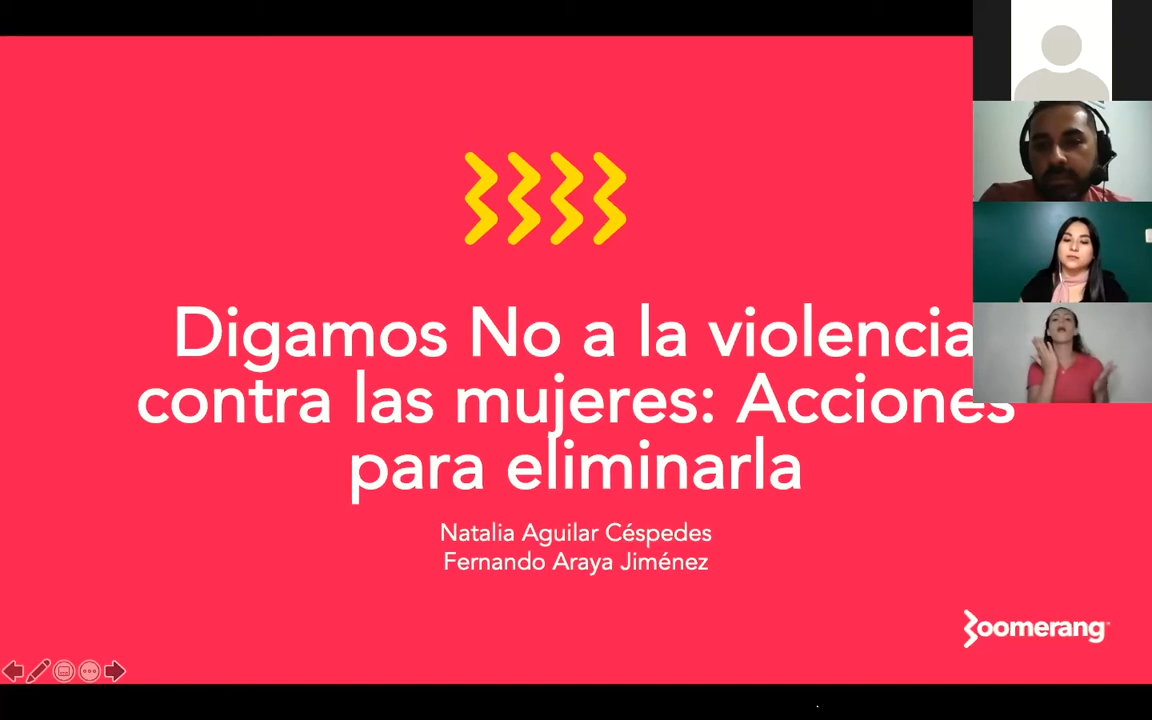 Digamos No a la violencia
contra las mujeres: Acciones
para eliminarla
Natalia Aguilar Céspedes
Fernando Araya Jiménez
Boomerang